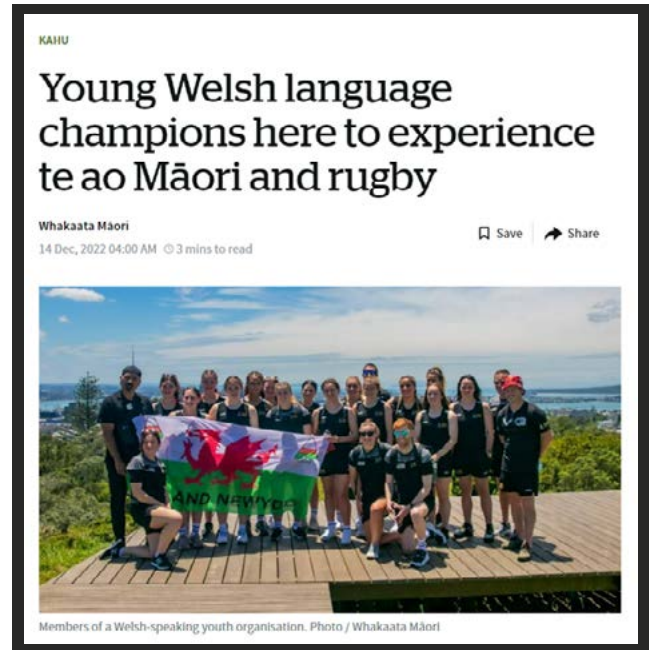 KAHU
Young Welsh language
champions here to experience
te ao Māori and rugby
Whakaata Māori
14 Dec, 2022 04:00 AM 3 mins to read
Save
Share
AND NEWYDD
Members of a Welsh-speaking youth organisation. Photo / Whakaata Māori